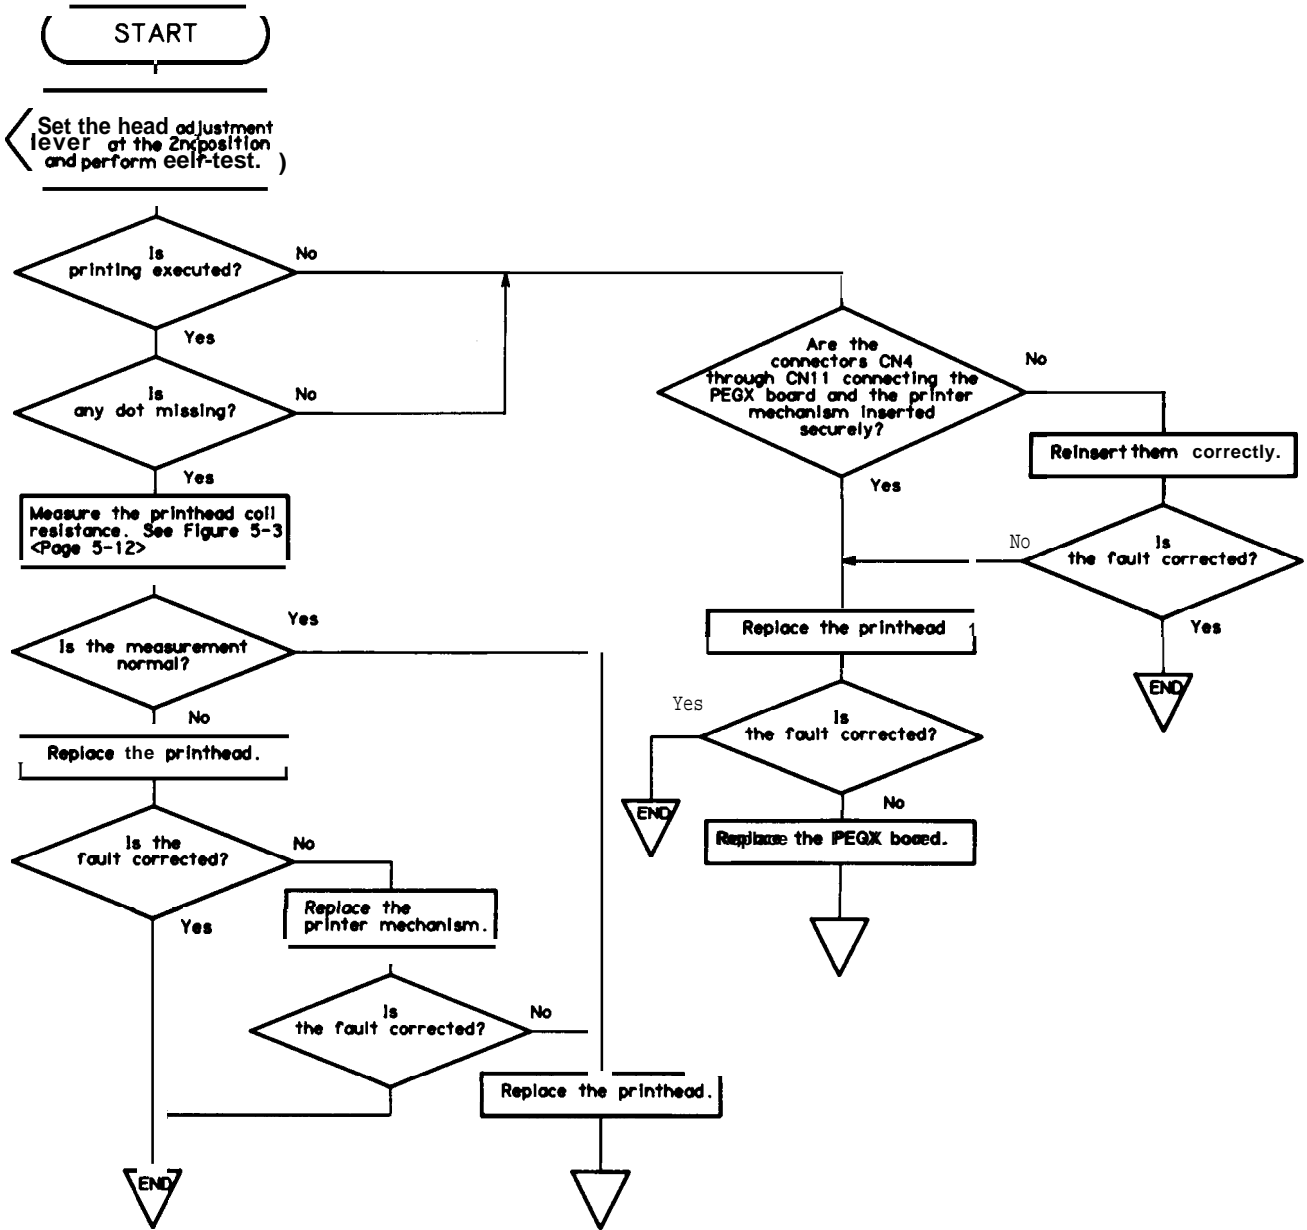 START
Set the head adjustment
lever at the 2nd position
and perform eelf-test. )
Is
printing executed?
No
Yes
Is
any dot missing?
No
Yes
Measure the printhead coil
resistance. See Figure 5-3
<Page 5-12>
Is the measurement
normal?
Yes
No
Replace the printhead.
Is the
fault corrected?
No
Yes
Replace the
printer mechanism.
Is
the fault corrected?
No
Replace the printhead.
END
Are the
connectors CN4
through CN11 connecting the
PEGX board and the printer
mechanism inserted
securely?
No
Yes
Reinsert them correctly.
Is
the fault corrected?
No
Yes
END
Replace the printhead
Is
the fault corrected?
Yes
END
No
Replace the PEGX board.